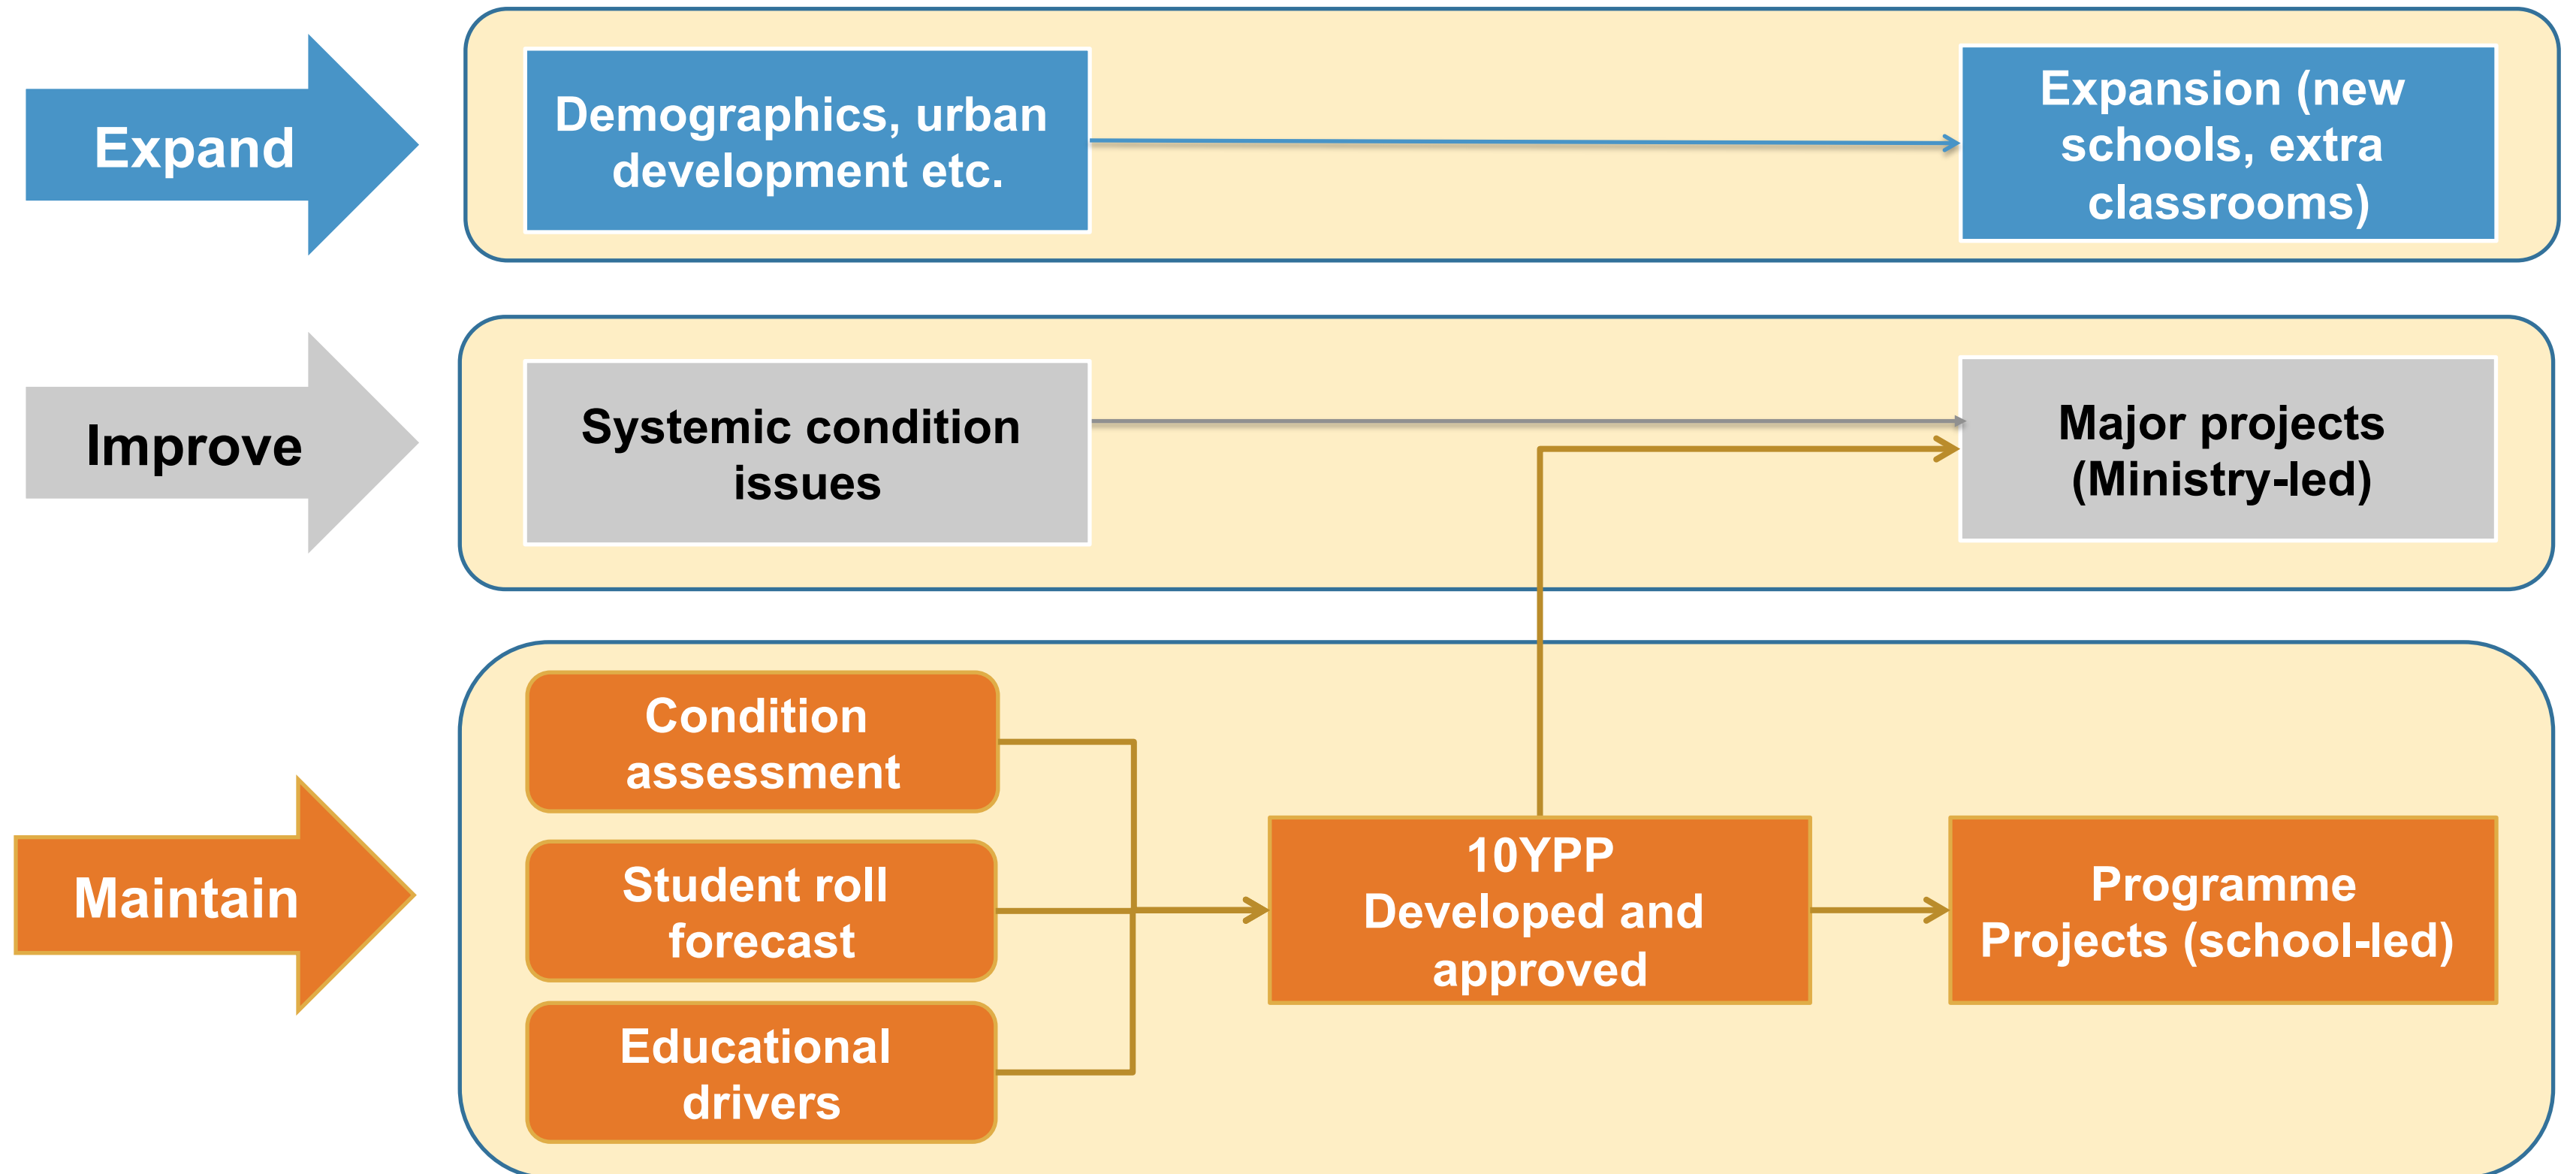 Expand
Demographics, urban
development etc.
Expansion (new
schools, extra
classrooms)
Improve
Systemic condition
issues
Major projects
(Ministry-led)
Maintain
Condition
assessment
Student roll
forecast
Educational
drivers
10YPP
Developed and
approved
Programme
Projects (school-led)